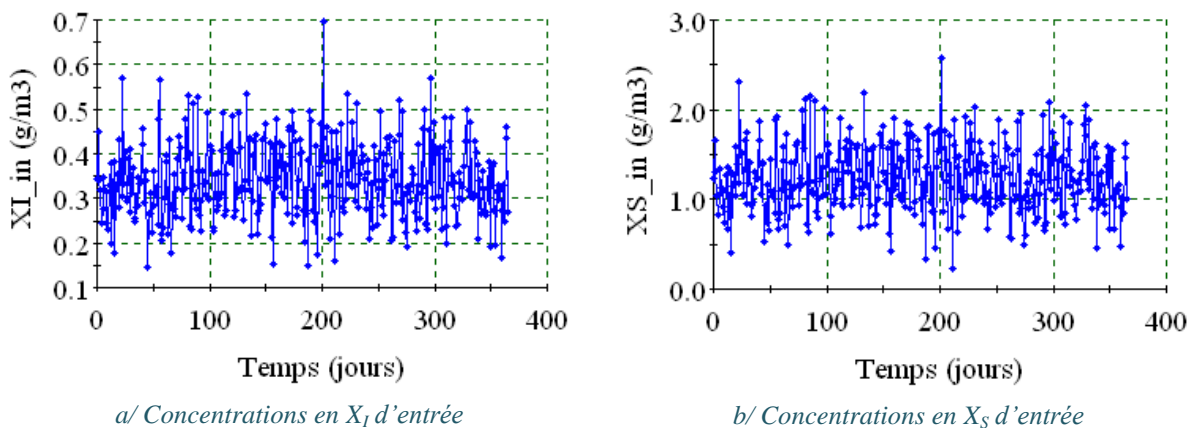 XI_in (g/m3)
0.7
0.6
0.5
0.4
0.3
0.2
0.1
0 100 200 300 400
Temps (jours)
a/ Concentrations en XI d'entrée
XS_in (g/m3)
3.0
2.0
1.0
0.0
0 100 200 300 400
Temps (jours)
b/ Concentrations en XS d'entrée